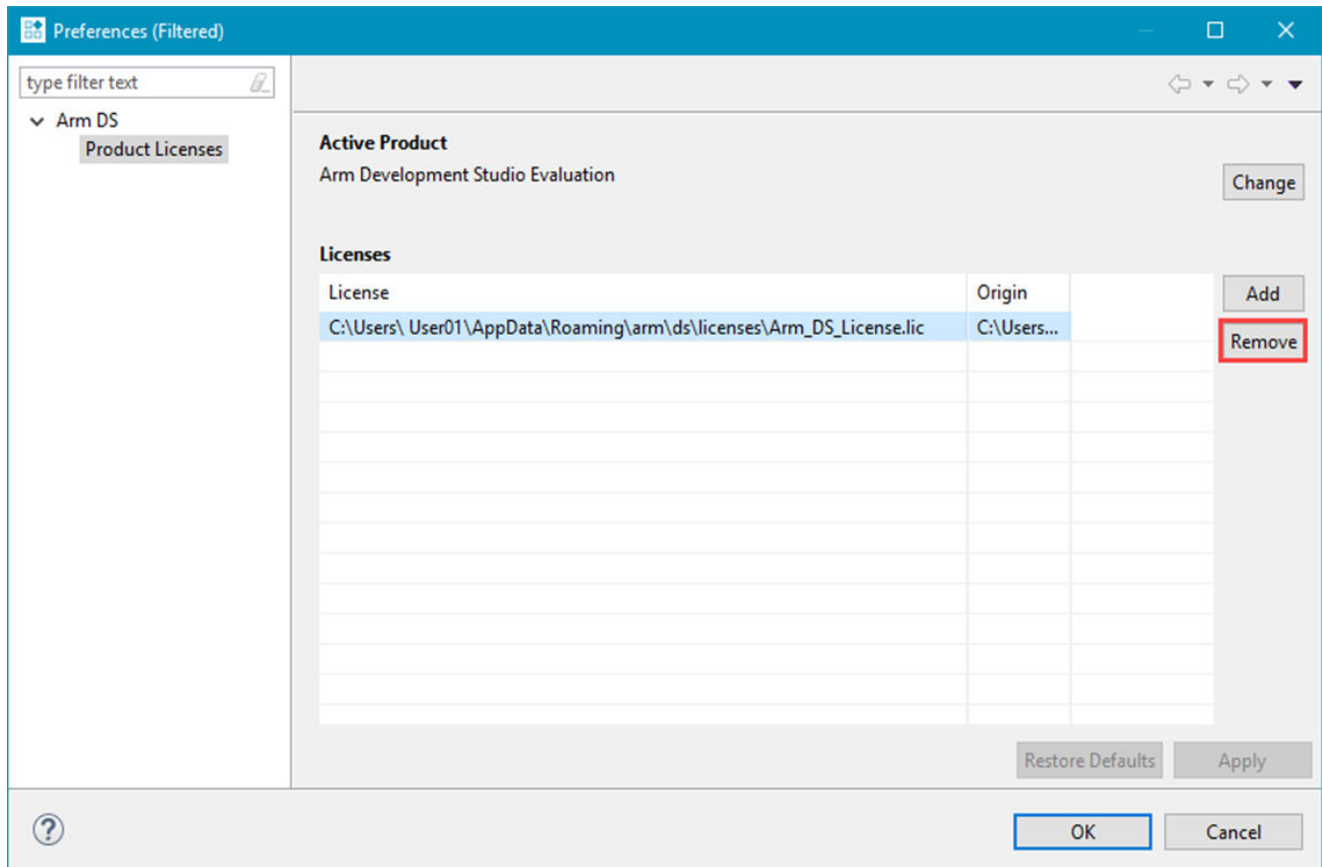 Preferences (Filtered)
type filter text
Arm DS
Product Licenses
Active Product
Arm Development Studio Evaluation
Change
Licenses
License Origin
Add
C:\Users\ User01\AppData\Roaming\arm\ds\licenses\Arm_DS_License.lic C:\Users...
Remove
Restore Defaults Apply
? OK Cancel